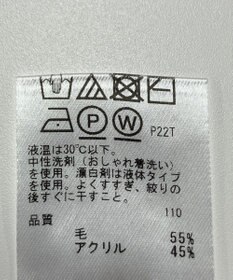 P W P22T
液温は30℃以下。
中性洗剤（おしゃれ着洗い）
を使用。漂白剤は液体タイプ
を使用。よくすすぎ、絞りの
後すぐに干すこと。
110
品質
毛 55%
アクリル 45%